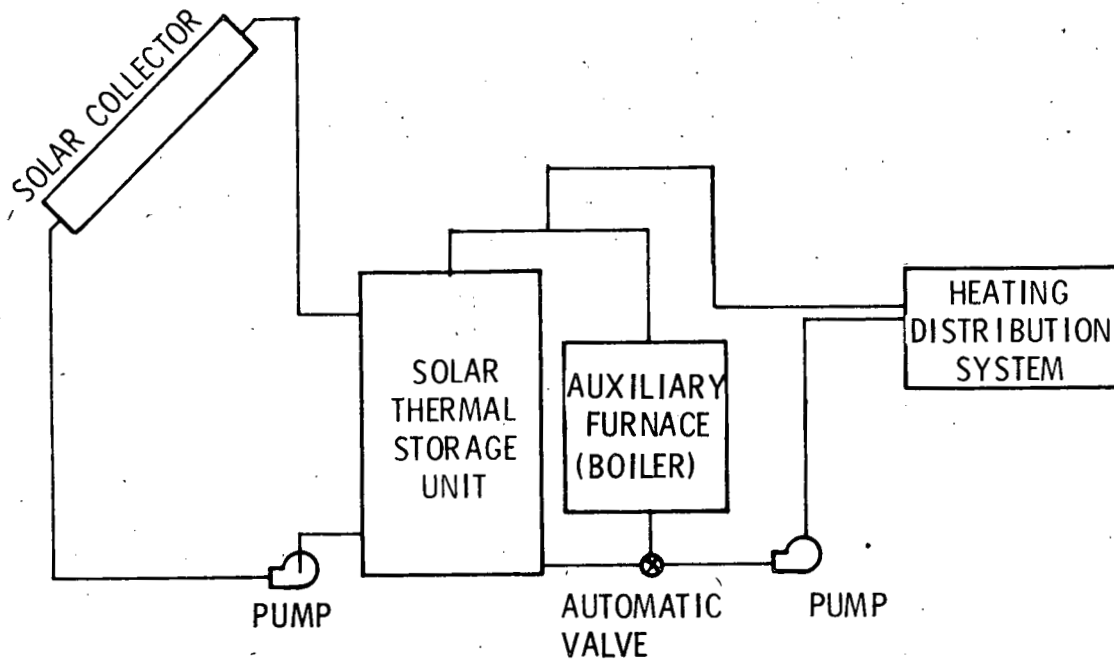 SOLAR COLLECTOR
SOLAR
THERMAL
STORAGE
UNIT
AUXILIARY
FURNACE
(BOILER)
HEATING
DISTRIBUTION
SYSTEM
PUMP
AUTOMATIC
VALVE
PUMP